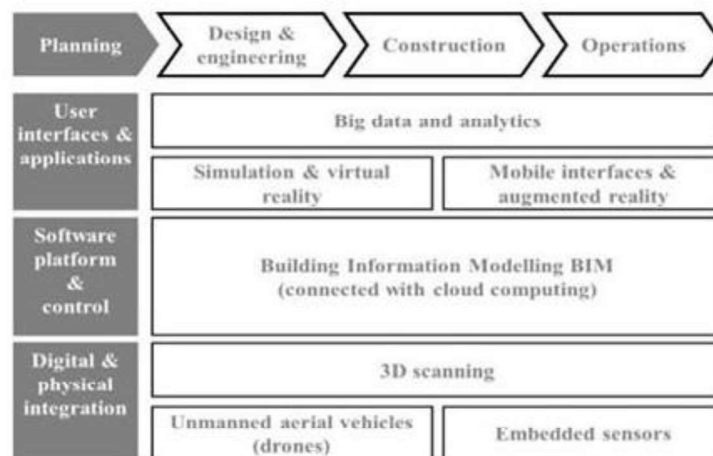 Planning
Design &
engineering
Construction
Operations
User
interfaces &
applications
Big data and analytics
Simulation & virtual
reality
Mobile interfaces &
augmented reality
Software
platform
&
control
Building Information Modelling BIM
(connected with cloud computing)
Digital &
physical
integration
3D scanning
Unmanned aerial vehicles
(drones)
Embedded sensors